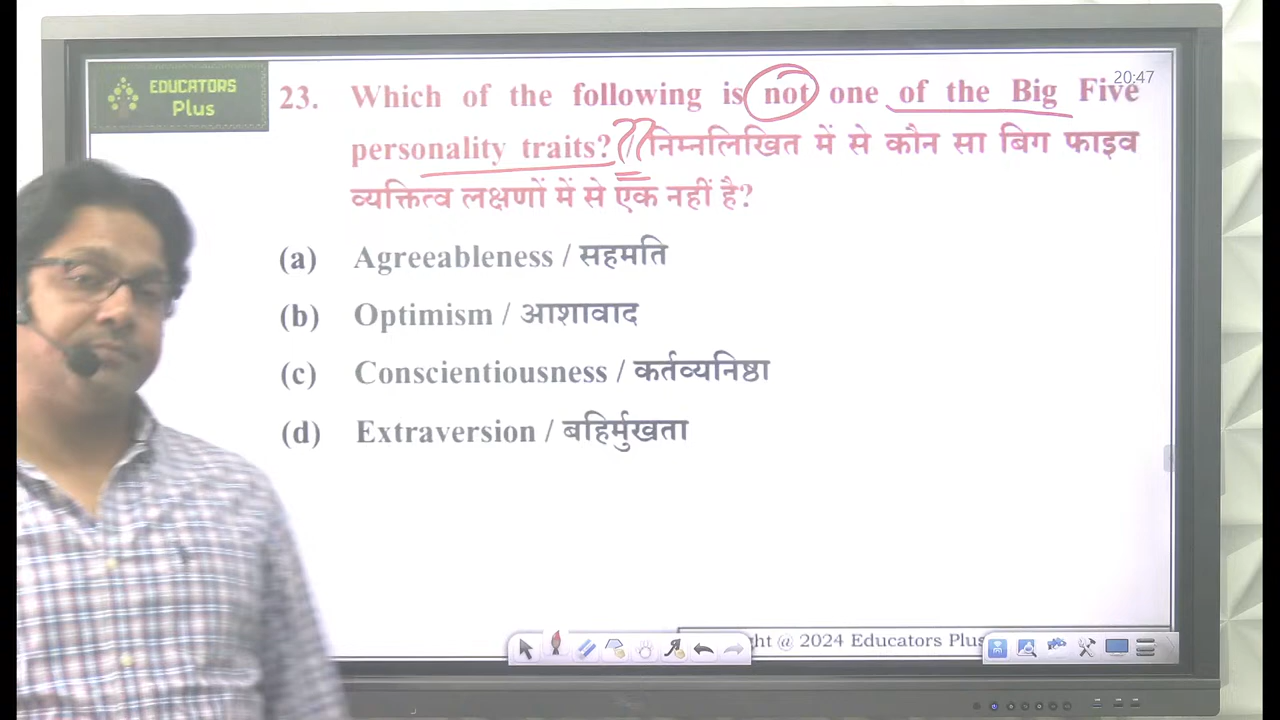 EDUCATORS
Plus
20:47
23. Which of the following is not one of the Big Five
personality traits? निम्नलिखित में से कौन सा बिग फाइव
व्यक्तित्व लक्षणों में से एक नहीं है?
(a) Agreeableness / सहमति
(b) Optimism / आशावाद
(c) Conscientiousness / कर्तव्यनिष्ठा
(d) Extraversion / बहिर्मुखता
@ 2024 Educators Plus